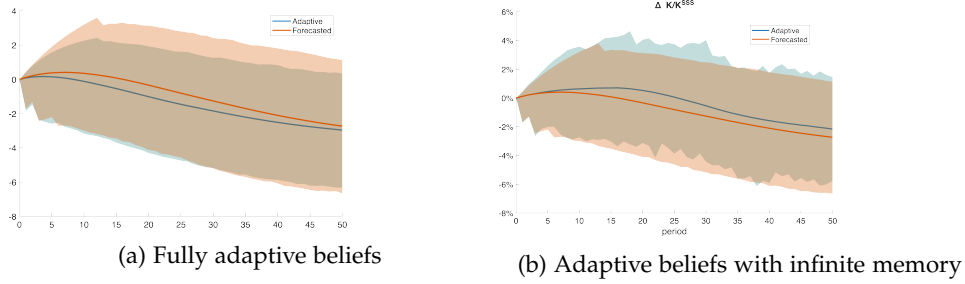 4
2
0
-2
-4
-6
-8
0 5 10 15 20 25 30 35 40 45 50
Adaptive
Forecasted
(a) Fully adaptive beliefs
Δ K/K^SSS
6%
4%
2%
0%
-2%
-4%
-6%
8%
0 5 10 15 20 25 30 35 40 45 50
period
Adaptive
Forecasted
(b) Adaptive beliefs with infinite memory